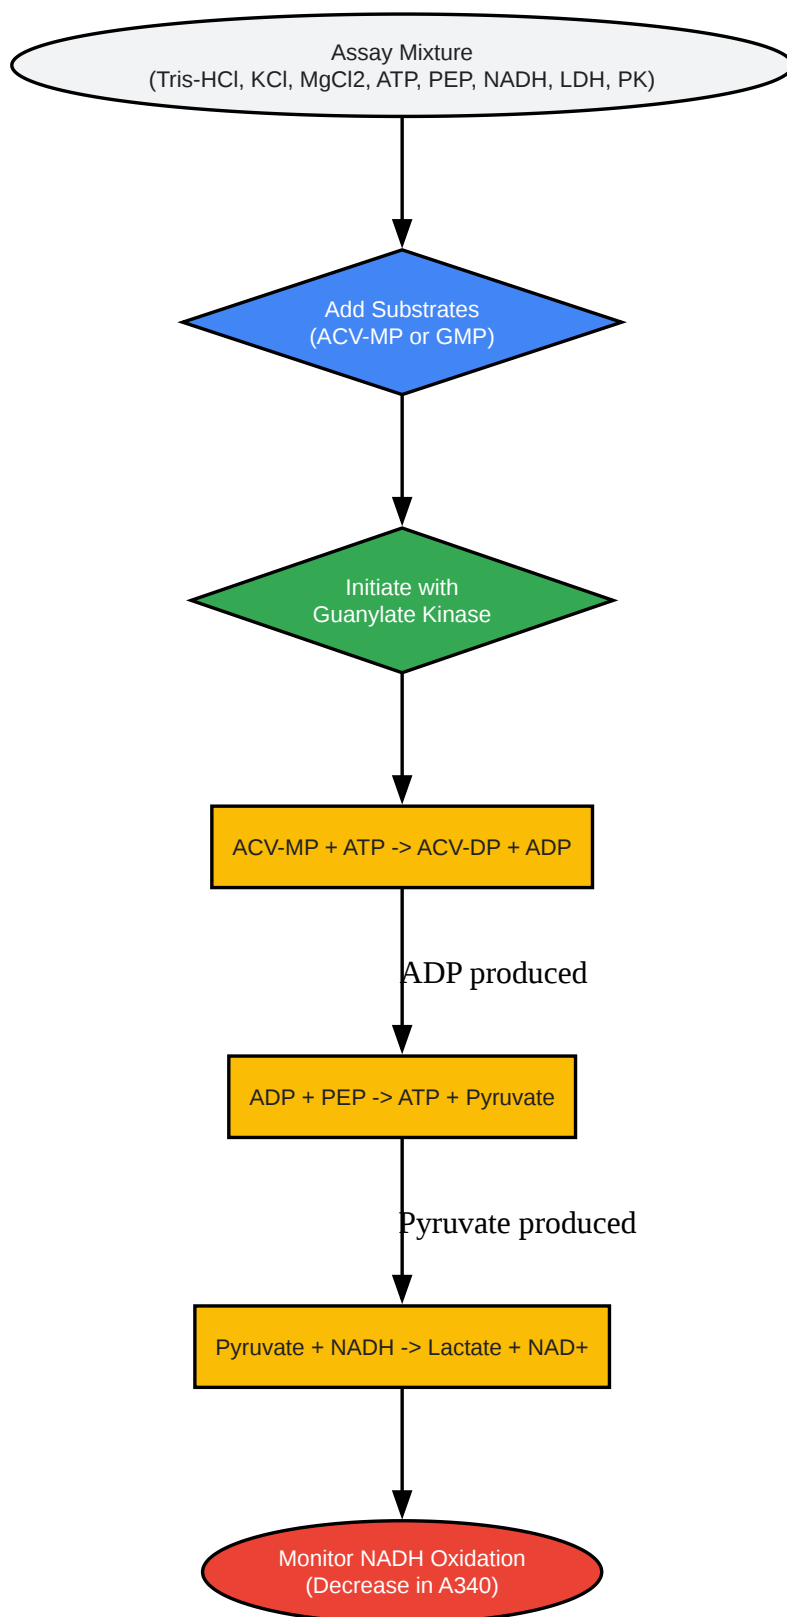 Assay Mixture
(Tris-HCl, KCl, MgCl2, ATP, PEP, NADH, LDH, PK)
Add Substrates
(ACV-MP or GMP)
Initiate with
Guanylate Kinase
ACV-MP + ATP -> ACV-DP + ADP
ADP produced
ADP + PEP -> ATP + Pyruvate
Pyruvate produced
Pyruvate + NADH -> Lactate + NAD+
Monitor NADH Oxidation
(Decrease in A340)